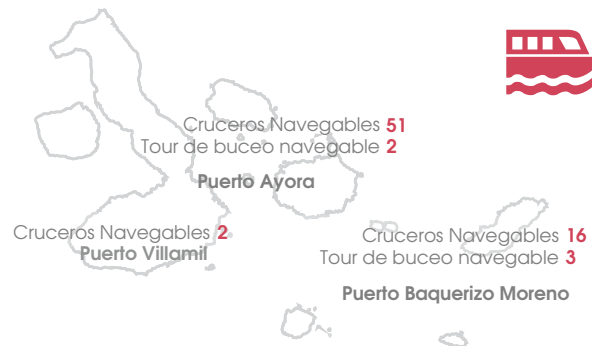 Cruceros Navegables 51
Tour de buceo navegable 2
Puerto Ayora
Cruceros Navegables 2
Puerto Villamil
Cruceros Navegables 16
Tour de buceo navegable 3
Puerto Baquerizo Moreno